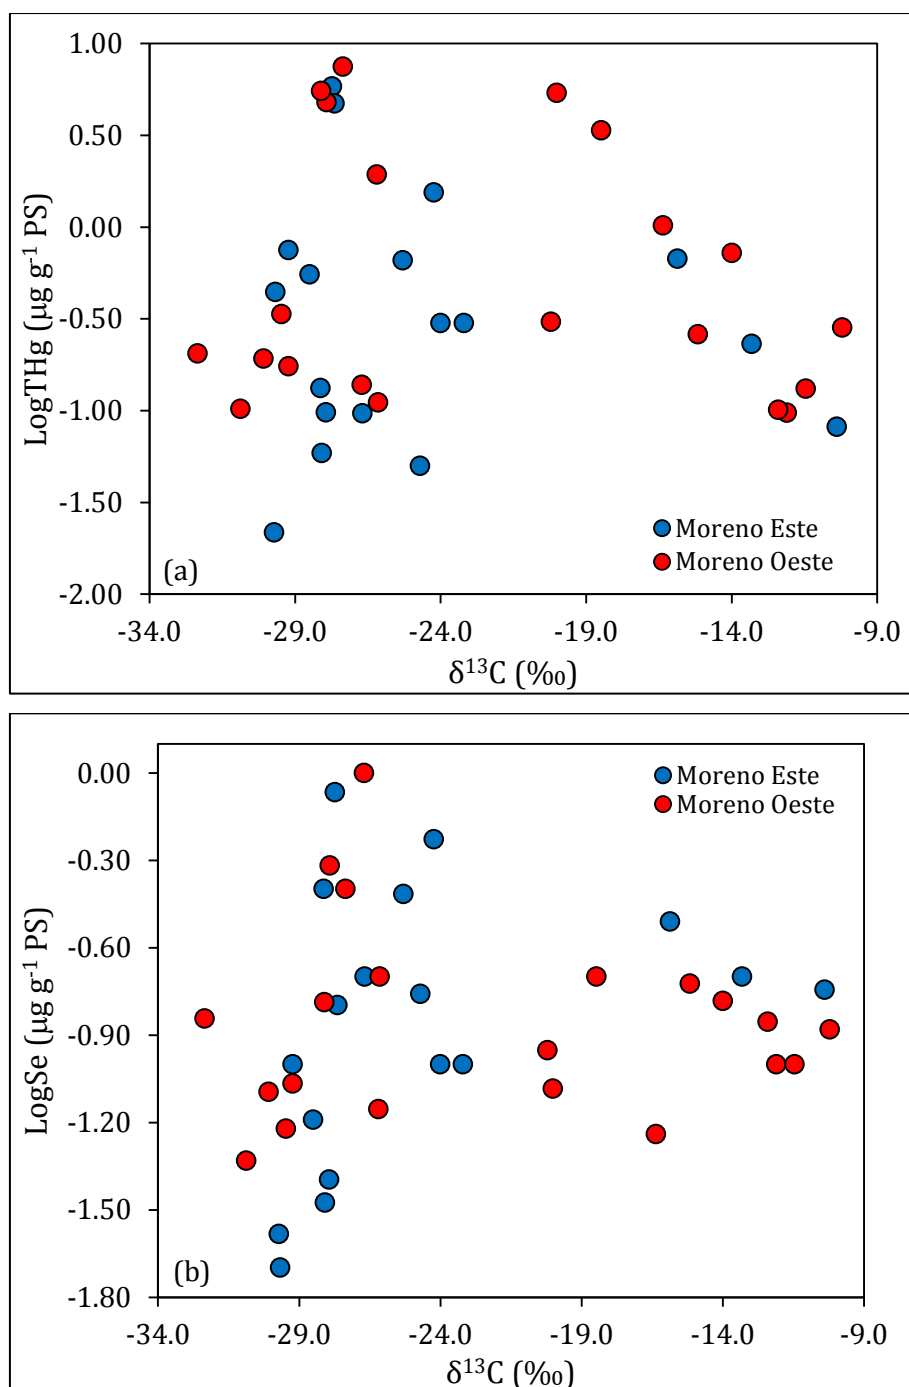 1.00
0.50
0.00
-0.50
-1.00
-1.50
-2.00
LogTHg (µg g-1 PS)
Moreno Este
Moreno Oeste
(a)
-34.0 -29.0 -24.0 -19.0 -14.0 -9.0
δ13C (‰)
0.00
-0.30
-0.60
-0.90
-1.20
-1.50
-1.80
LogSe (µg g-1 PS)
Moreno Este
Moreno Oeste
(b)
-34.0 -29.0 -24.0 -19.0 -14.0 -9.0
δ13C (‰)